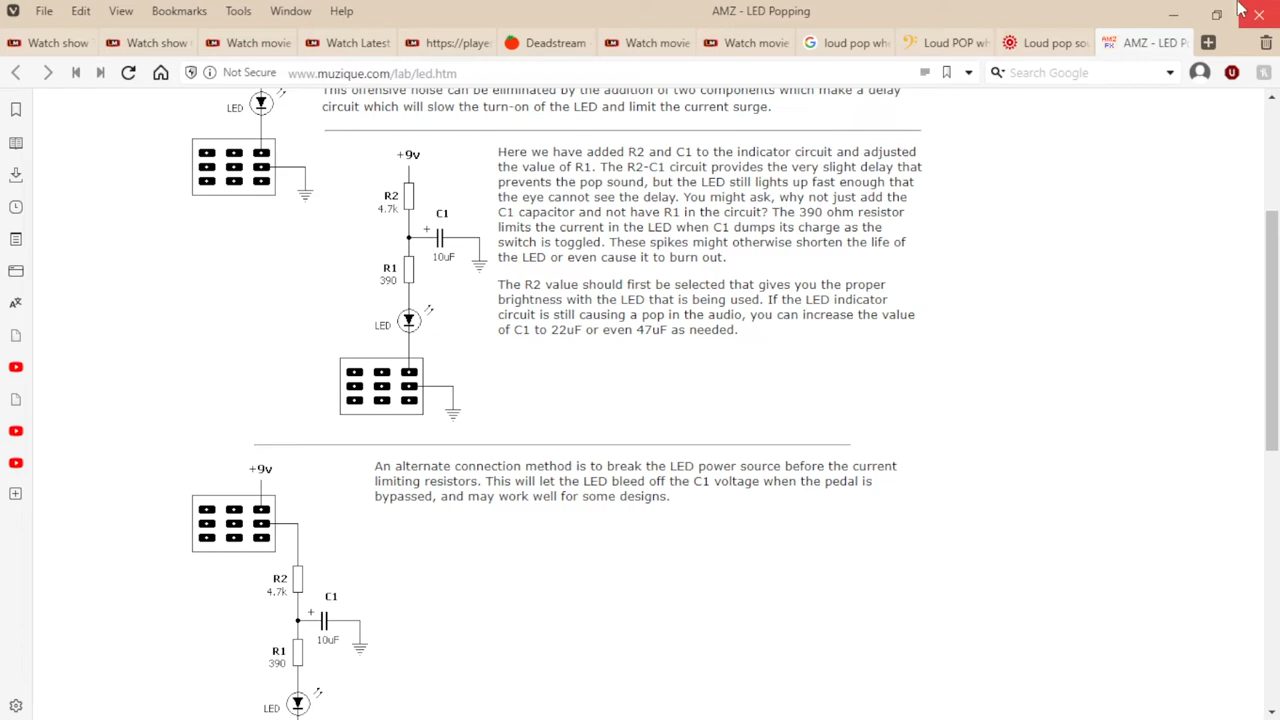 File Edit View Bookmarks Tools Window Help
AMZ - LED Popping
Watch show
Watch show
Watch movie
Watch Latest
https://playe
Deadstream
Watch movie
Watch movie
loud pop wh
Loud POP wh
Loud pop sou
AMZ - LED P
Not Secure
www.muzique.com/lab/led.htm
Search Google
This offensive noise can be eliminated by the addition of two components which make a delay
circuit which will slow the turn-on of the LED and limit the current surge.
LED
+9v
R2
4.7k
C1
+
10uF
R1
390
LED
Here we have added R2 and C1 to the indicator circuit and adjusted
the value of R1. The R2-C1 circuit provides the very slight delay that
prevents the pop sound, but the LED still lights up fast enough that
the eye cannot see the delay. You might ask, why not just add the
C1 capacitor and not have R1 in the circuit? The 390 ohm resistor
limits the current in the LED when C1 dumps its charge as the
switch is toggled. These spikes might otherwise shorten the life of
the LED or even cause it to burn out.
The R2 value should first be selected that gives you the proper
brightness with the LED that is being used. If the LED indicator
circuit is still causing a pop in the audio, you can increase the value
of C1 to 22uF or even 47uF as needed.
+9v
An alternate connection method is to break the LED power source before the current
limiting resistors. This will let the LED bleed off the C1 voltage when the pedal is
bypassed, and may work well for some designs.
R2
4.7k
C1
+
10uF
R1
390
LED